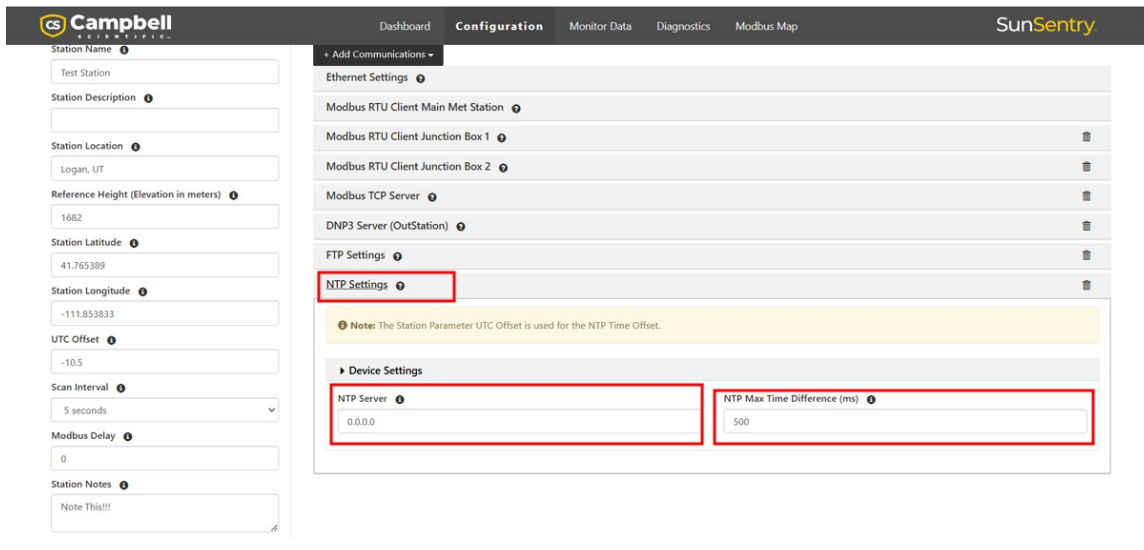 Campbell
SCIENTIFIC
Dashboard Configuration Monitor Data Diagnostics Modbus Map
SunSentry
Station Name
Test Station
Station Description
Station Location
Logan, UT
Reference Height (Elevation in meters)
1682
Station Latitude
41.765389
Station Longitude
-111.853833
UTC Offset
-10.5
Scan Interval
5 seconds
Modbus Delay
0
Station Notes
Note This!!!
+ Add Communications
Ethernet Settings
Modbus RTU Client Main Met Station
Modbus RTU Client Junction Box 1
Modbus RTU Client Junction Box 2
Modbus TCP Server
DNP3 Server (OutStation)
FTP Settings
NTP Settings
Note: The Station Parameter UTC Offset is used for the NTP Time Offset.
Device Settings
NTP Server
0.0.0.0
NTP Max Time Difference (ms)
500